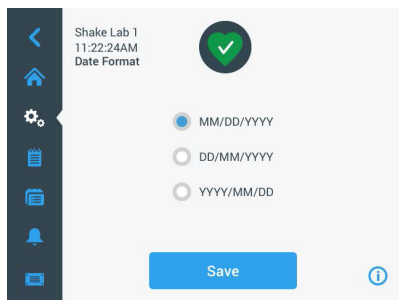 Shake Lab 1
11:22:24AM
Date Format
MM/DD/YYYY
DD/MM/YYYY
YYYY/MM/DD
Save